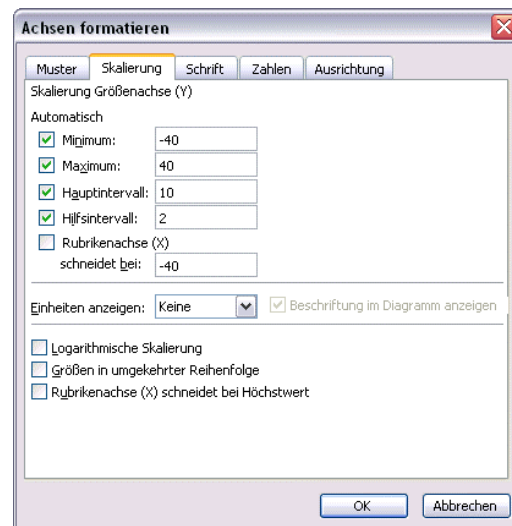 Achsen formatieren
Muster Skalierung Schrift Zahlen Ausrichtung
Skalierung Größenachse (Y)
Automatisch
Minimum: -40
Maximum: 40
Hauptintervall: 10
Hilfsintervall: 2
Rubrikenachse (X)
schneidet bei: -40
Einheiten anzeigen: Keine Beschriftung im Diagramm anzeigen
Logarithmische Skalierung
Größen in umgekehrter Reihenfolge
Rubrikenachse (X) schneidet bei Höchstwert
OK Abbrechen